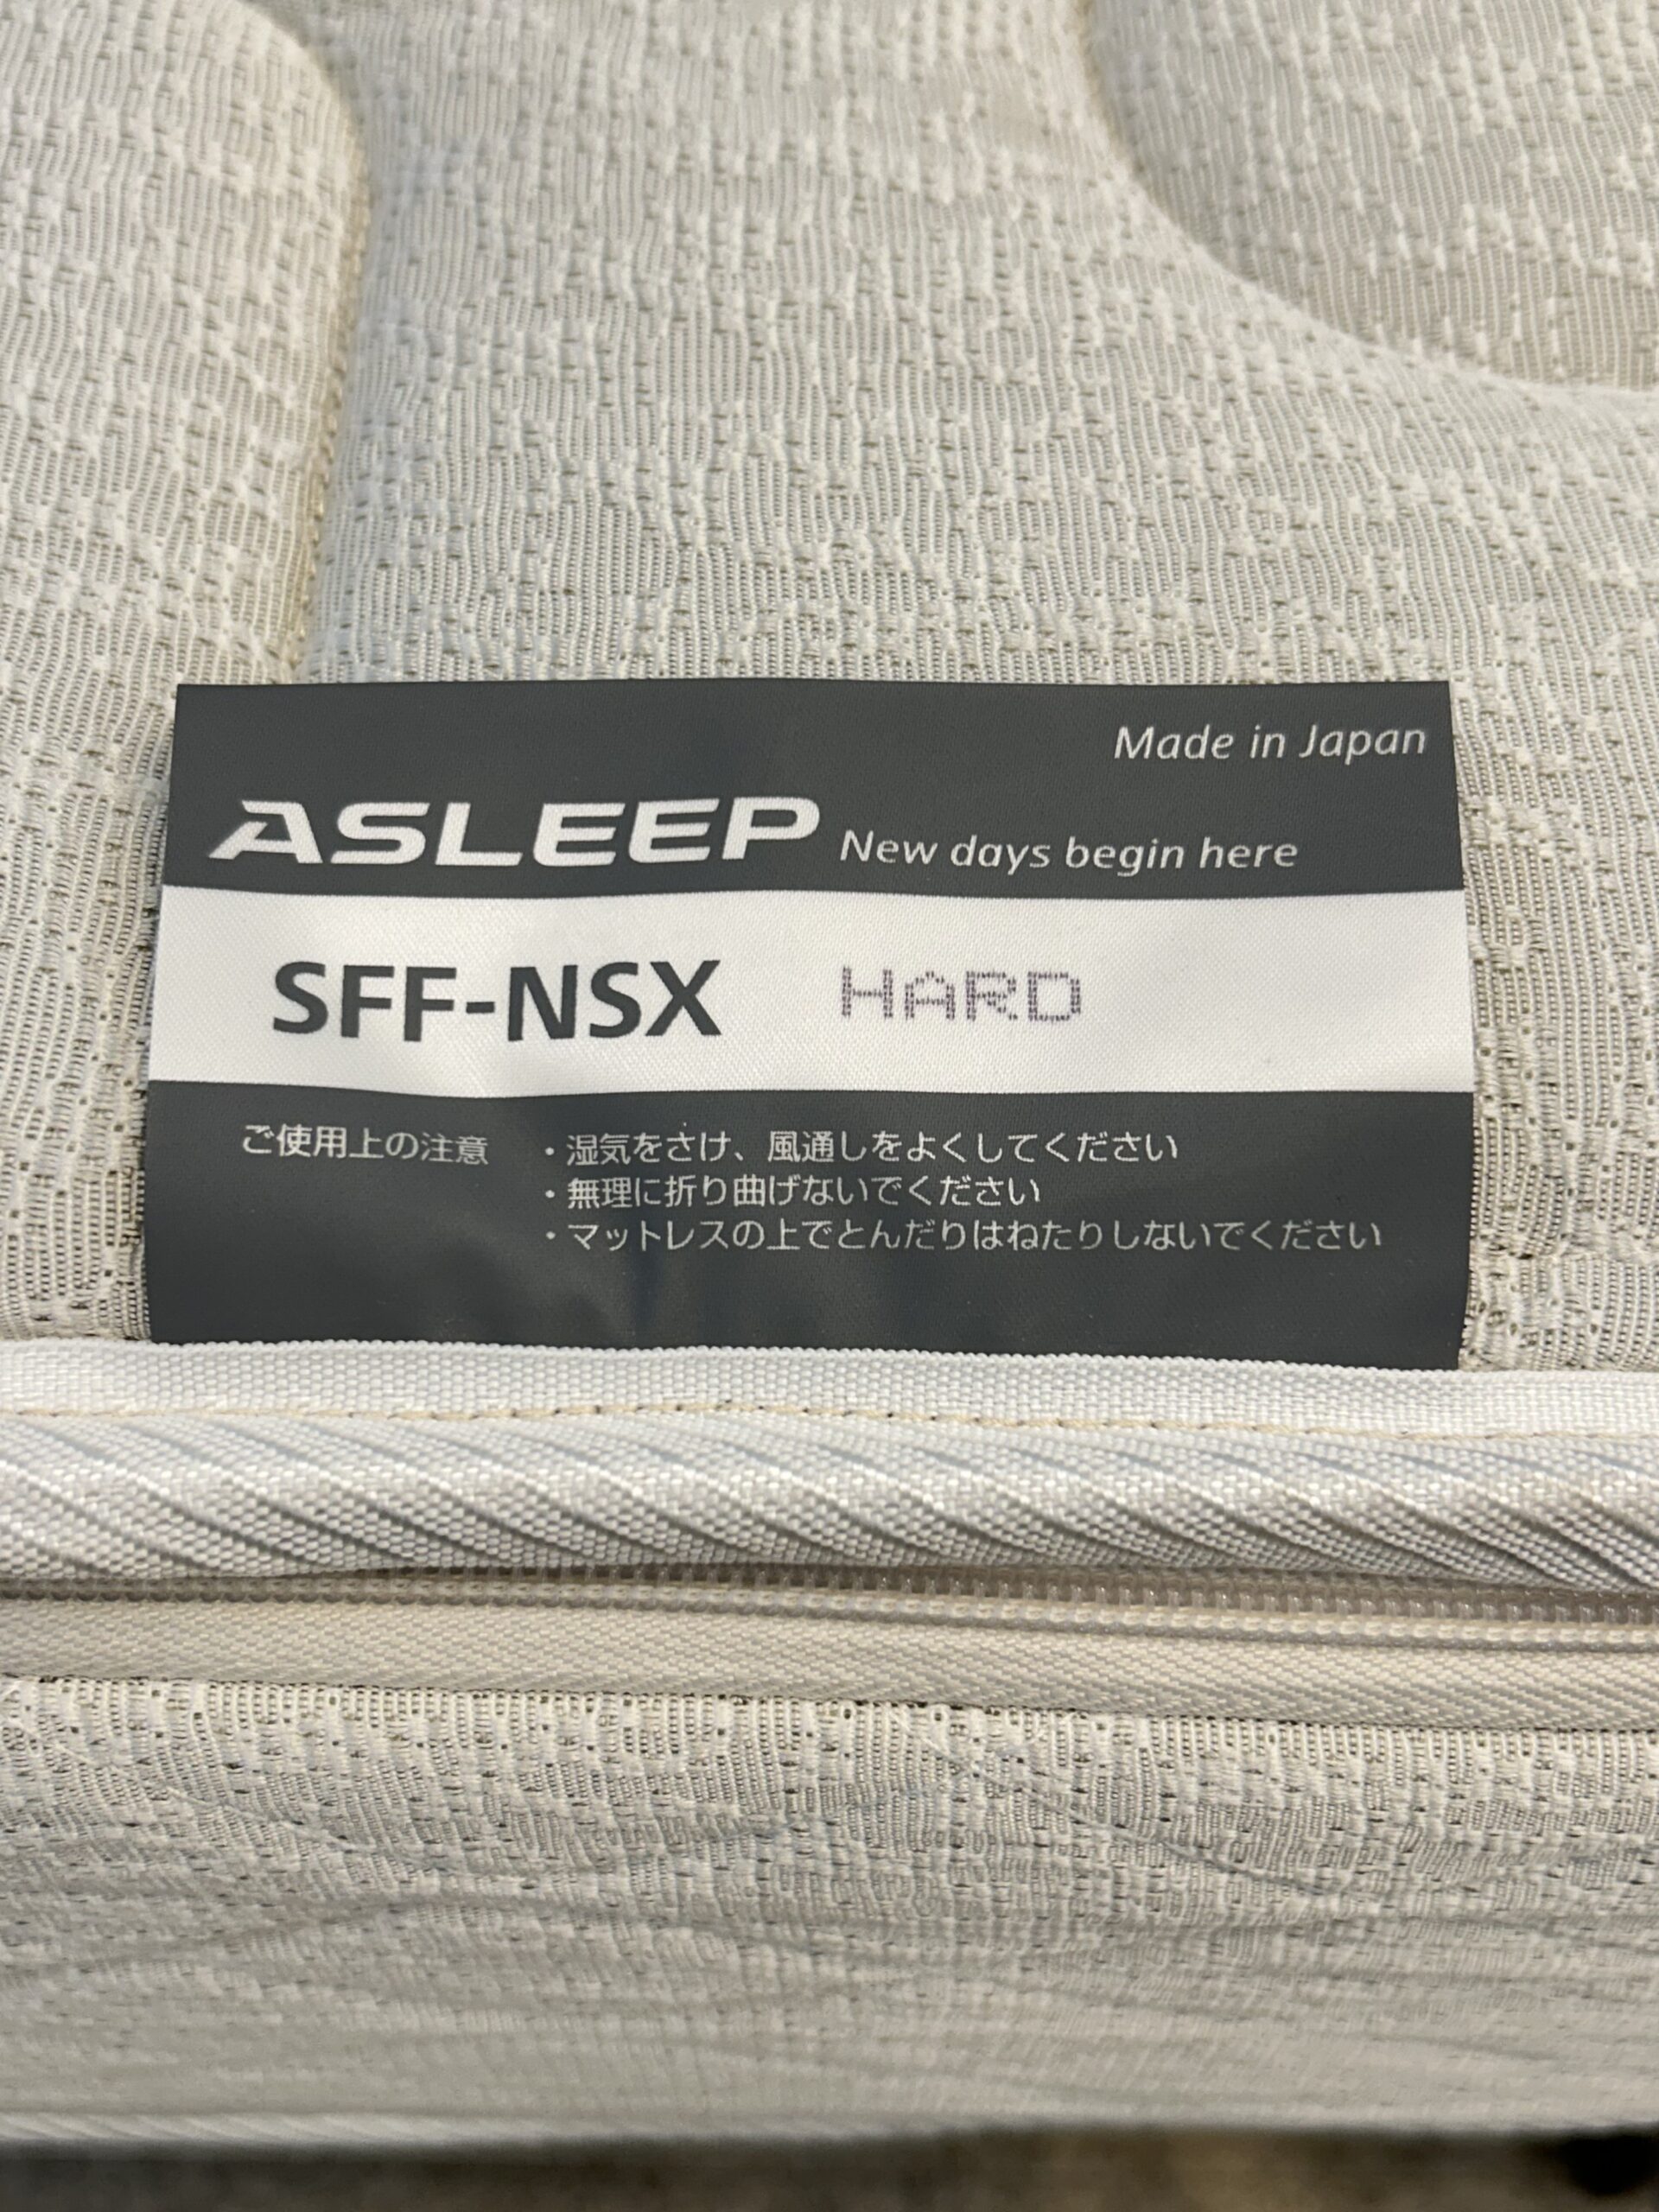 Made in Japan
ASLEEP New days begin here
SFF-NSX HARD
ご使用上の注意 ・湿気をさけ、風通しをよくしてください
・無理に折り曲げないでください
・マットレスの上でとんだりはねたりしないでください